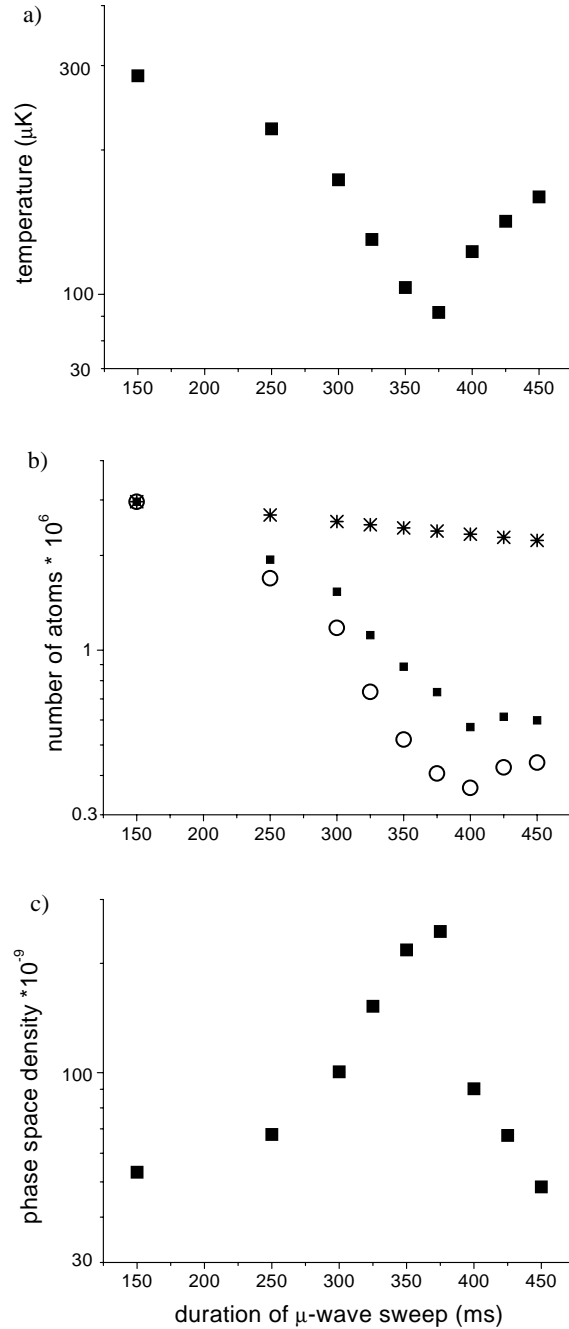 a)
300
100
30
temperature (μK)
150 200 250 300 350 400 450
b)
1
0.3
number of atoms * 10^6
150 200 250 300 350 400 450
c)
100
30
phase space density *10^-9
150 200 250 300 350 400 450
duration of μ-wave sweep (ms)